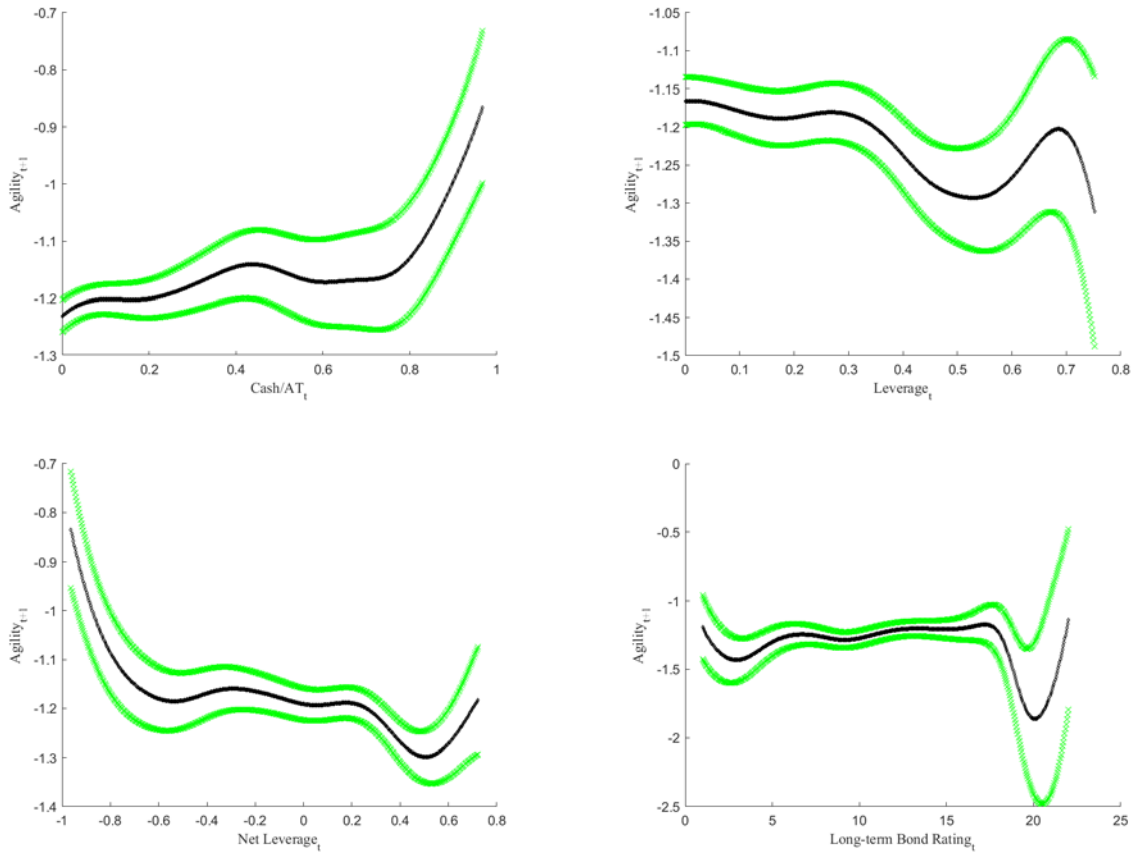 -0.7
-0.8
-0.9
-1
-1.1
-1.2
-1.3
Agility t+1
0 0.2 0.4 0.6 0.8 1
Cash/AT t
-1.05
-1.1
-1.15
-1.2
-1.25
-1.3
-1.35
-1.4
-1.45
-1.5
Agility t+1
0 0.1 0.2 0.3 0.4 0.5 0.6 0.7 0.8
Leverage t
-0.7
-0.8
-0.9
-1
-1.1
-1.2
-1.3
-1.4
Agility t+1
-1 -0.8 -0.6 -0.4 -0.2 0 0.2 0.4 0.6 0.8
Net Leverage t
0
-0.5
-1
-1.5
-2
-2.5
Agility t+1
0 5 10 15 20 25
Long-term Bond Rating t